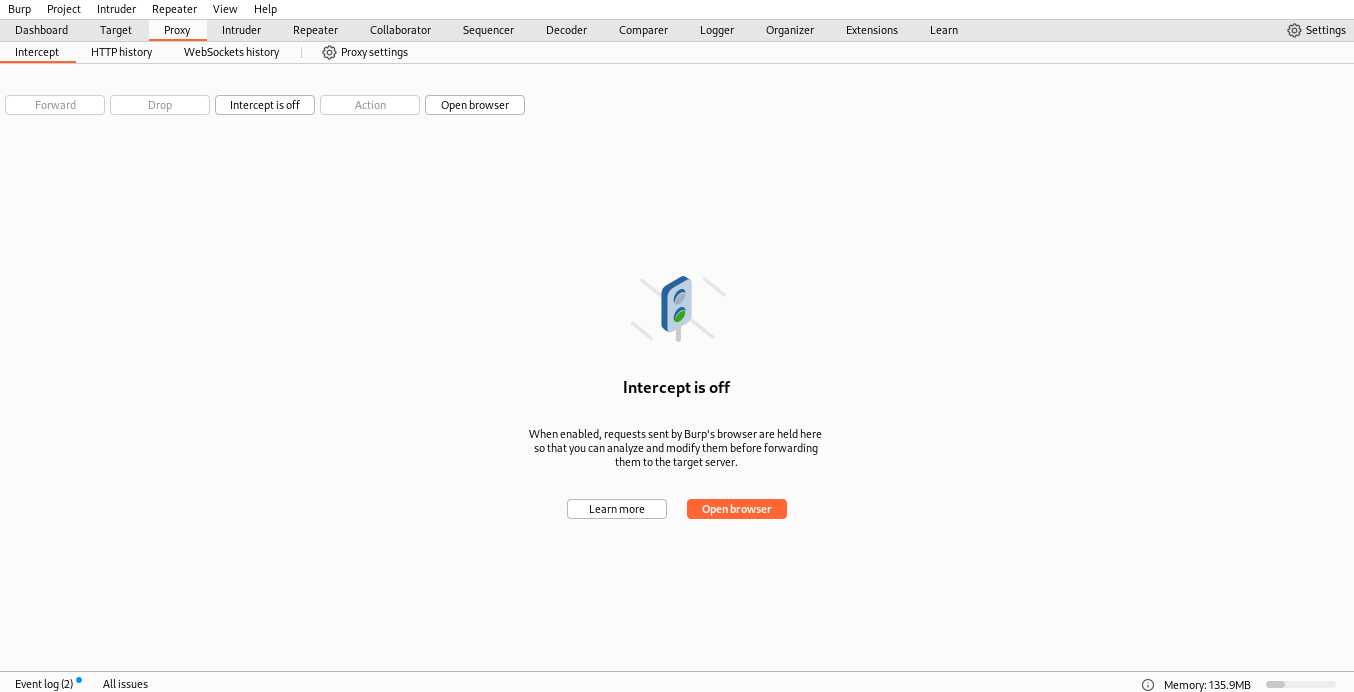 Burp Project Intruder Repeater View Help
Dashboard Target Proxy Intruder Repeater Collaborator Sequencer Decoder Comparer Logger Organizer Extensions Learn Settings
Intercept HTTP history WebSockets history Proxy settings
Forward Drop Intercept is off Action Open browser
Intercept is off
When enabled, requests sent by Burp's browser are held here
so that you can analyze and modify them before forwarding
them to the target server.
Learn more Open browser
Event log (2) All issues Memory: 135.9MB